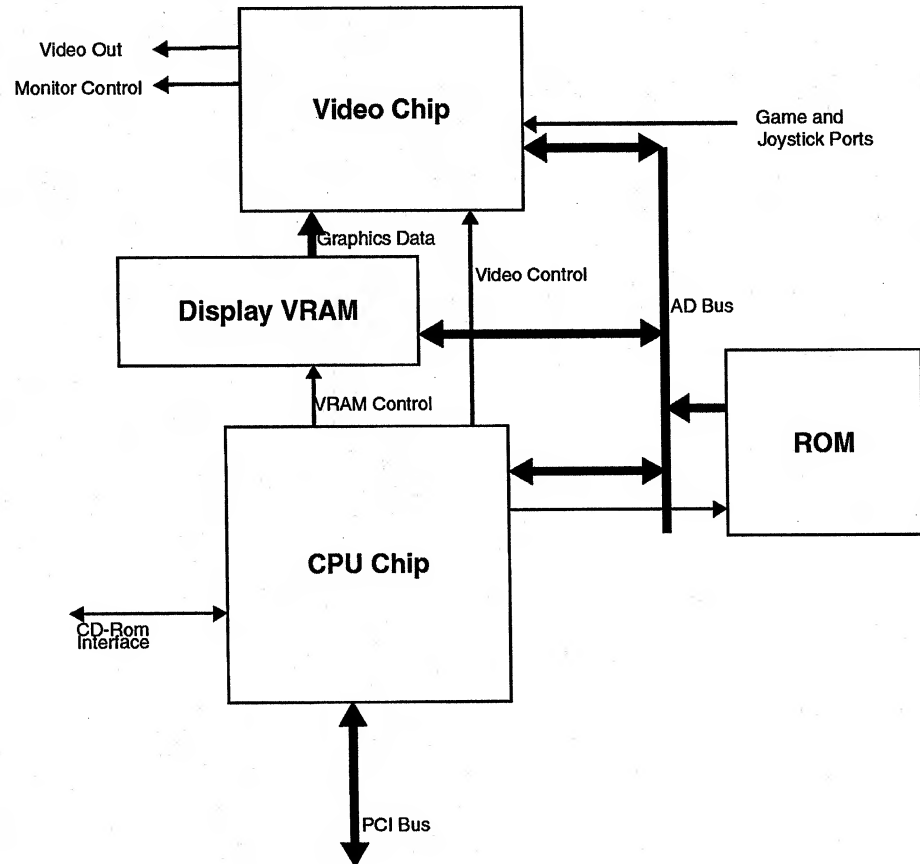 Video Out
Monitor Control
Video Chip
Game and
Joystick Ports
Graphics Data
Video Control
Display VRAM
AD Bus
VRAM Control
ROM
CPU Chip
CD-Rom
Interface
PCI Bus